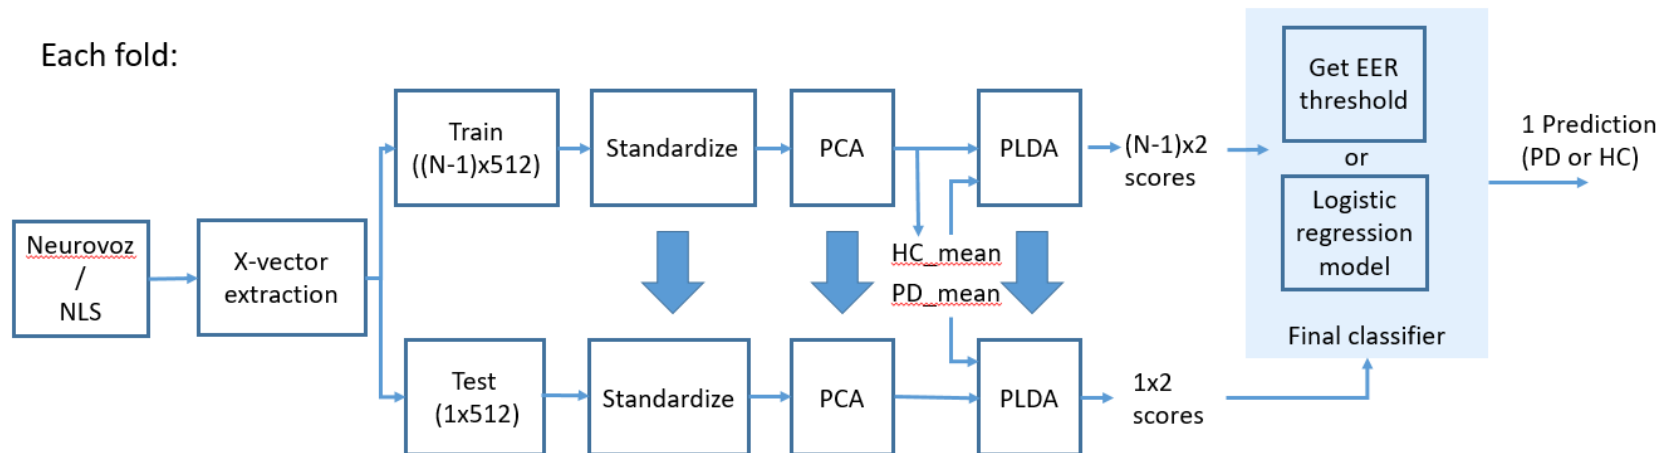 Each fold:
Neurovoz
/
NLS
X-vector
extraction
Train
((N-1)x512)
Standardize
PCA
PLDA
(N-1)x2
scores
HC_mean
PD_mean
Test
(1x512)
Standardize
PCA
PLDA
1x2
scores
Get EER
threshold
or
Logistic
regression
model
Final classifier
1 Prediction
(PD or HC)